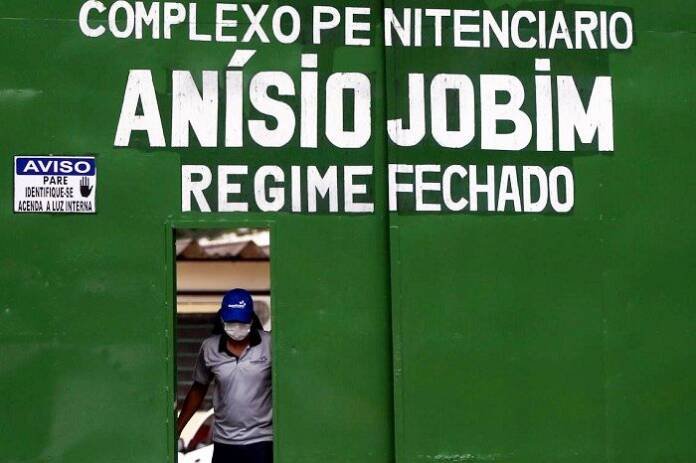 COMPLEXO PENITENCIARIO
ANÍSIO JOBIM
REGIME FECHADO
AVISO
PARE
IDENTIFIQUE-SE
ACENDA A LUZ INTERNA